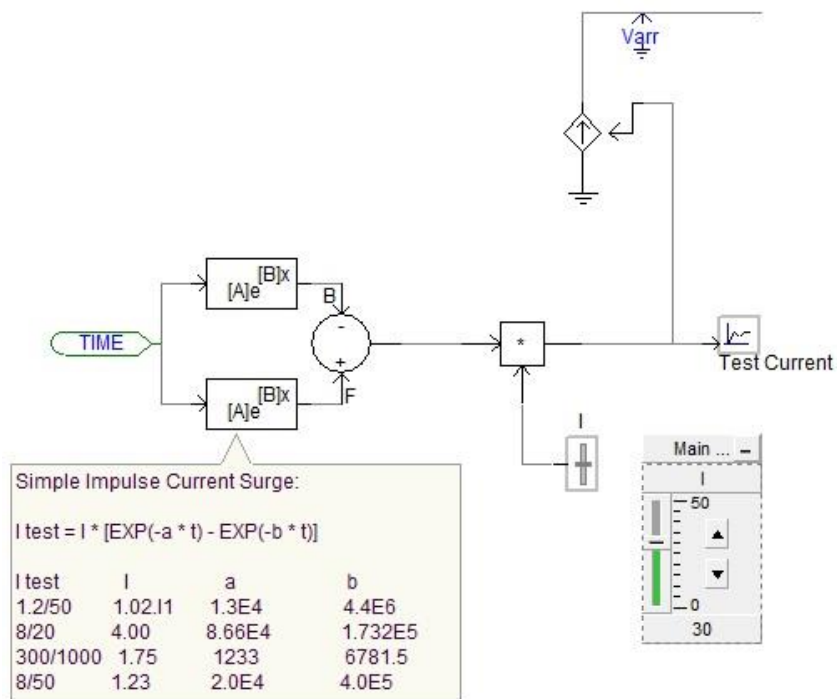 Varr
[B]x
[A]e
B
-
TIME
+
*
Test Current
[B]x
[A]e
F
I
Main ...
I
50
0
30
Simple Impulse Current Surge:
I test = I * [EXP(-a * t) - EXP(-b * t)]
I test I a b
1.2/50 1.02.I1 1.3E4 4.4E6
8/20 4.00 8.66E4 1.732E5
300/1000 1.75 1233 6781.5
8/50 1.23 2.0E4 4.0E5